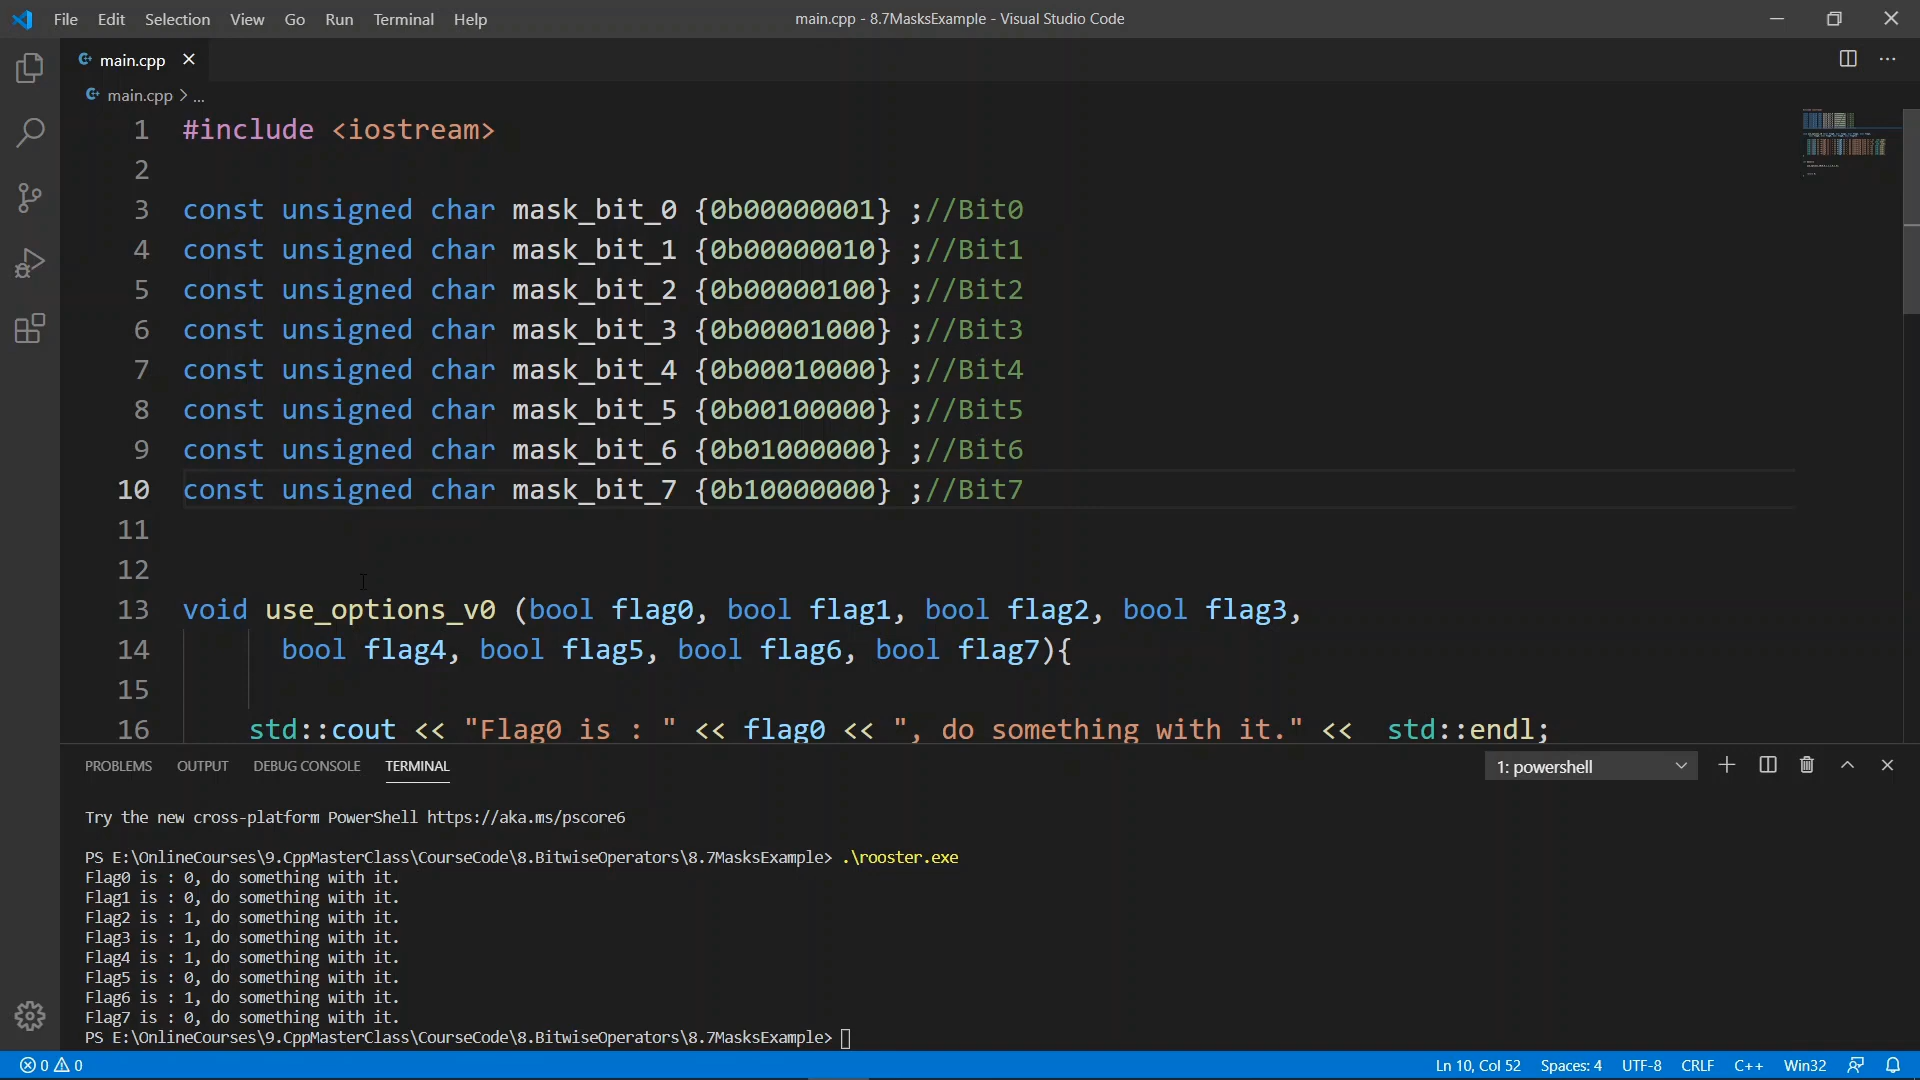 File Edit Selection View Go Run Terminal Help main.cpp - 8.7MasksExample - Visual Studio Code
main.cpp
main.cpp > ...
1 #include <iostream>
2
3 const unsigned char mask_bit_0 {0b00000001} ;//Bit0
4 const unsigned char mask_bit_1 {0b00000010} ;//Bit1
5 const unsigned char mask_bit_2 {0b00000100} ;//Bit2
6 const unsigned char mask_bit_3 {0b00001000} ;//Bit3
7 const unsigned char mask_bit_4 {0b00010000} ;//Bit4
8 const unsigned char mask_bit_5 {0b00100000} ;//Bit5
9 const unsigned char mask_bit_6 {0b01000000} ;//Bit6
10 const unsigned char mask_bit_7 {0b10000000} ;//Bit7
11
12
13 void use_options_v0 (bool flag0, bool flag1, bool flag2, bool flag3,
14 bool flag4, bool flag5, bool flag6, bool flag7){
15
16 std::cout << "Flag0 is : " << flag0 << ", do something with it." << std::endl;
PROBLEMS OUTPUT DEBUG CONSOLE TERMINAL 1: powershell
Try the new cross-platform PowerShell https://aka.ms/pscore6
PS E:\OnlineCourses\9.CppMasterClass\CourseCode\8.BitwiseOperators\8.7MasksExample> .\rooster.exe
Flag0 is : 0, do something with it.
Flag1 is : 0, do something with it.
Flag2 is : 1, do something with it.
Flag3 is : 1, do something with it.
Flag4 is : 1, do something with it.
Flag5 is : 0, do something with it.
Flag6 is : 1, do something with it.
Flag7 is : 0, do something with it.
PS E:\OnlineCourses\9.CppMasterClass\CourseCode\8.BitwiseOperators\8.7MasksExample>
0 0 Ln 10, Col 52 Spaces: 4 UTF-8 CRLF C++ Win32